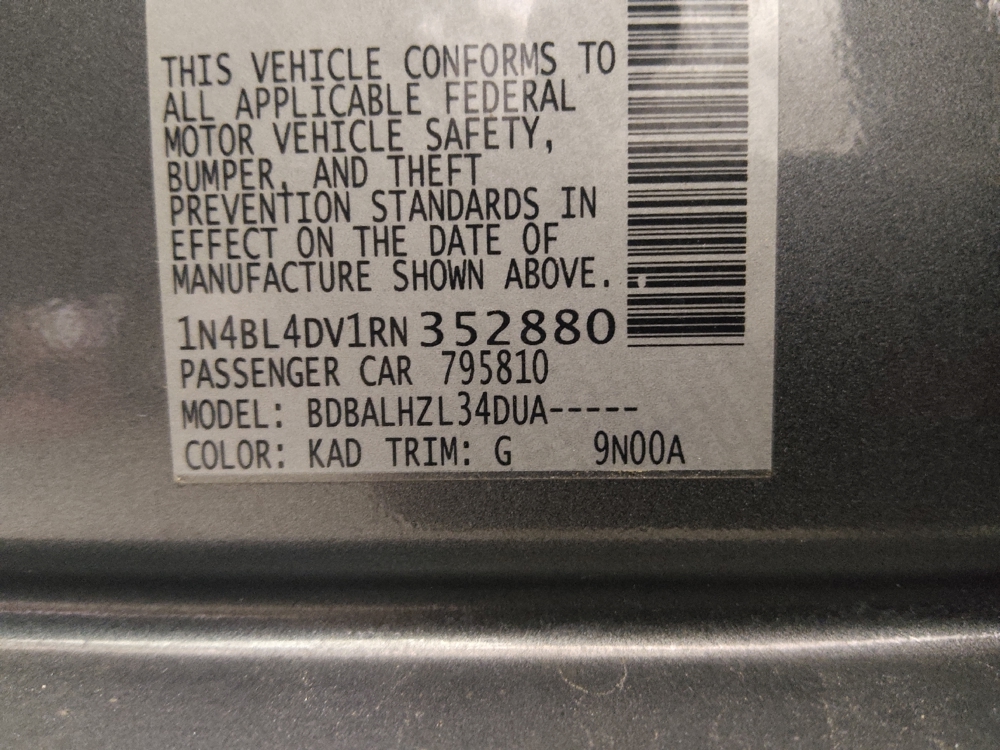 THIS VEHICLE CONFORMS TO
ALL APPLICABLE FEDERAL
MOTOR VEHICLE SAFETY,
BUMPER, AND THEFT
PREVENTION STANDARDS IN
EFFECT ON THE DATE OF
MANUFACTURE SHOWN ABOVE.
1N4BL4DV1RN352880
PASSENGER CAR 795810
MODEL: BDBALHZL34DUA-----
COLOR: KAD TRIM: G 9N00A